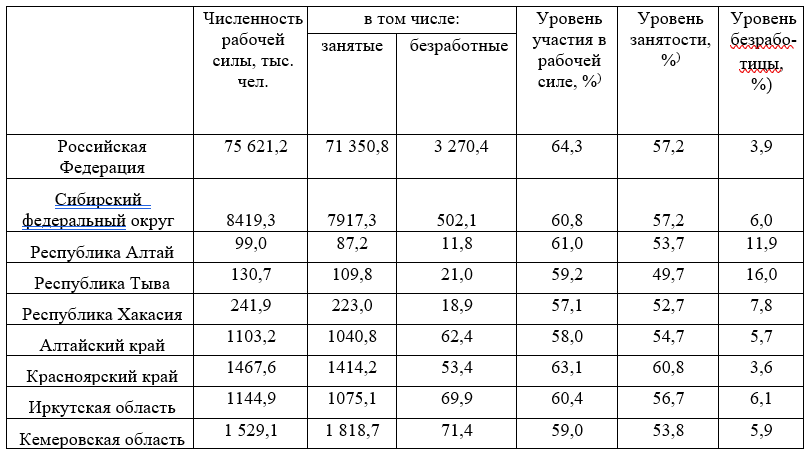 Численность рабочей силы, тыс. чел. | в том числе: | Уровень участия в рабочей силе, %) | Уровень занятости, %) | Уровень безрабо-тицы, %)
занятые | безработные
Российская Федерация | 75 621,2 | 71 350,8 | 3 270,4 | 64,3 | 57,2 | 3,9
Сибирский федеральный округ | 8419,3 | 7917,3 | 502,1 | 60,8 | 57,2 | 6,0
Республика Алтай | 99,0 | 87,2 | 11,8 | 61,0 | 53,7 | 11,9
Республика Тыва | 130,7 | 109,8 | 21,0 | 59,2 | 49,7 | 16,0
Республика Хакасия | 241,9 | 223,0 | 18,9 | 57,1 | 52,7 | 7,8
Алтайский край | 1103,2 | 1040,8 | 62,4 | 58,0 | 54,7 | 5,7
Красноярский край | 1467,6 | 1414,2 | 53,4 | 63,1 | 60,8 | 3,6
Иркутская область | 1144,9 | 1075,1 | 69,9 | 60,4 | 56,7 | 6,1
Кемеровская область | 1 529,1 | 1 818,7 | 71,4 | 59,0 | 53,8 | 5,9